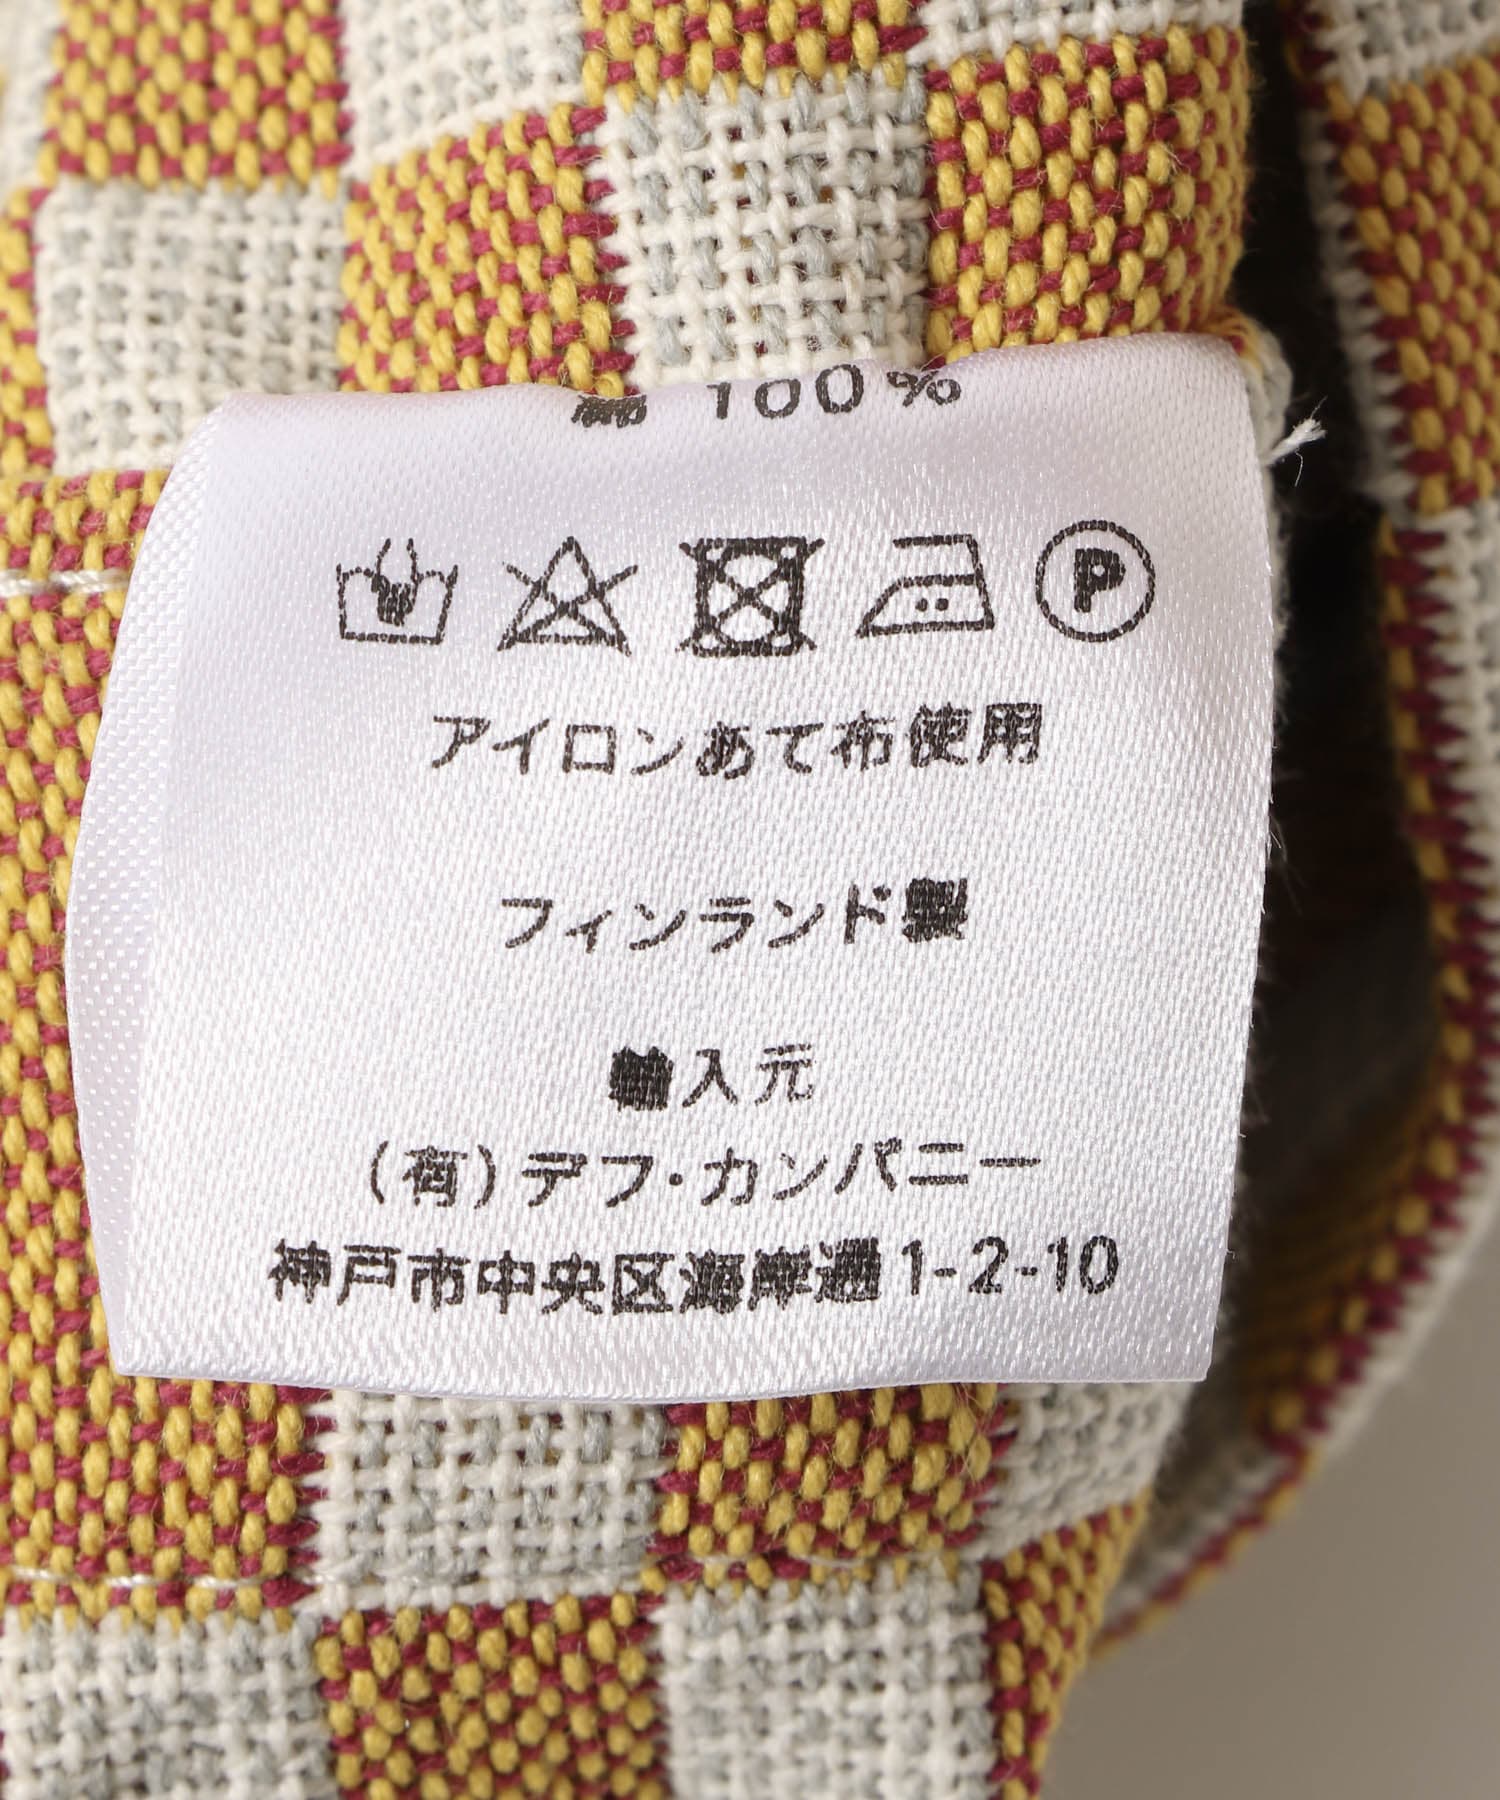 100%
P
アイロンあて布使用
フィンランド製
輸入元
(有)デフ・カンパニー
神戸市中央区海岸通1-2-10